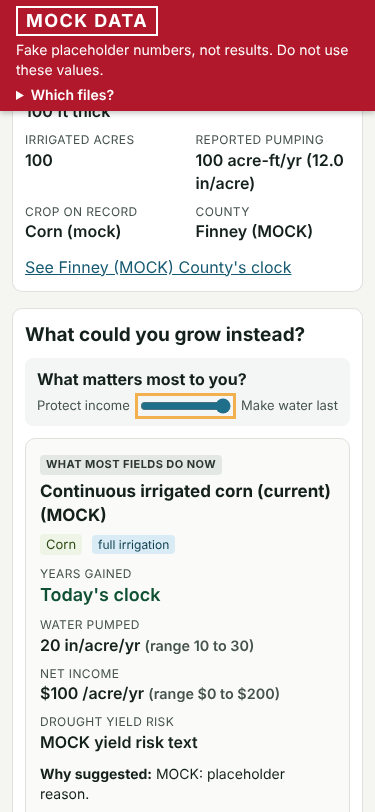 MOCK DATA
Fake placeholder numbers, not results. Do not use
these values.
▶ Which files?
100 ft thick
IRRIGATED ACRES
100
REPORTED PUMPING
100 acre-ft/yr (12.0
in/acre)
CROP ON RECORD
Corn (mock)
COUNTY
Finney (MOCK)
See Finney (MOCK) County's clock
What could you grow instead?
What matters most to you?
Protect income Make water last
WHAT MOST FIELDS DO NOW
Continuous irrigated corn (current)
(MOCK)
Corn full irrigation
YEARS GAINED
Today's clock
WATER PUMPED
20 in/acre/yr (range 10 to 30)
NET INCOME
$100 /acre/yr (range $0 to $200)
DROUGHT YIELD RISK
MOCK yield risk text
Why suggested: MOCK: placeholder
reason.